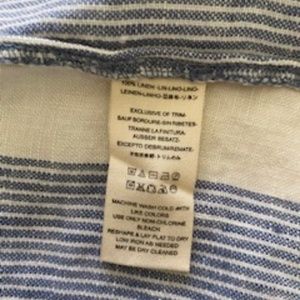 100% LINEN-LIN-LINO-LINO-
LEINEN-LINHO-亚麻布-リネン
EXCLUSIVE OF TRIM-
SAUF BORDURE-SIN RIBETES-
TRANNE LA FINITURA-
AUSSER BESATZ-
EXCEPTO DEBRUM/REMATE-
MACHINE WASH COLD WITH
LIKE COLORS
USE ONLY NON-CHLORINE
BLEACH
RESHAPE & LAY FLAT TO DRY
LOW IRON AS NEEDED
MAY BE DRY CLEANED